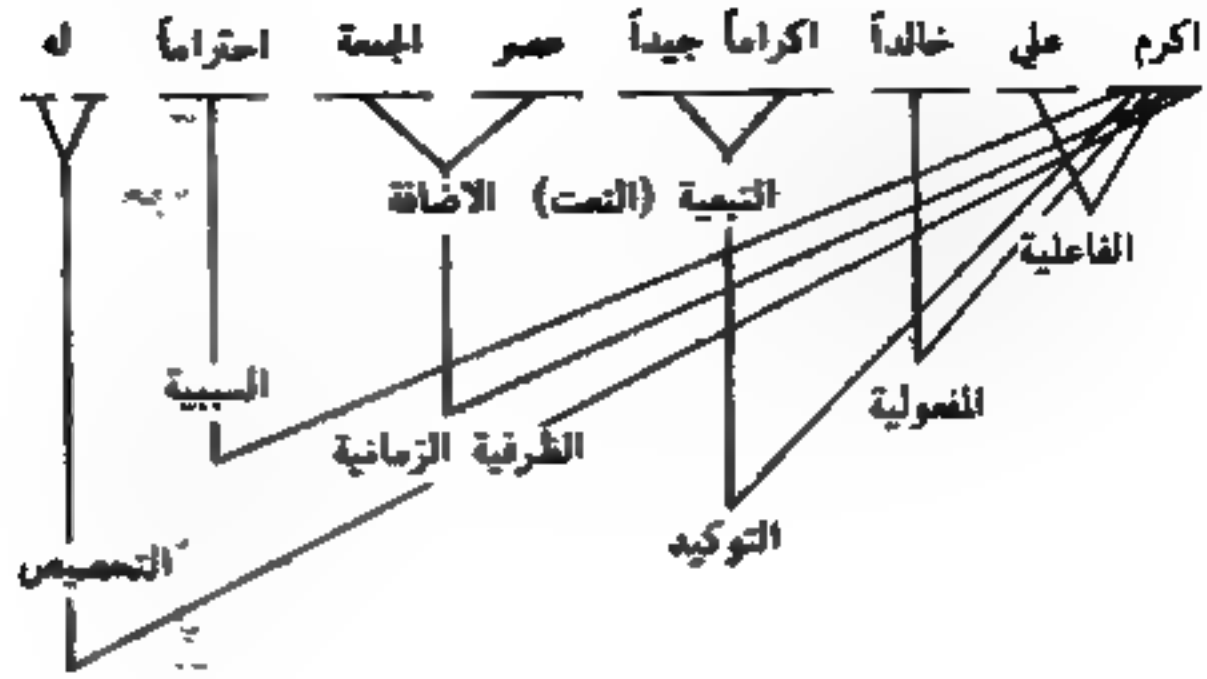 اكرم علي خالداً اكراماً جيداً عصر الجمعة احتراماً له
التبعية (النعت) الاضافة
الفاعلية
السببية
المفعولية
الظرفية الزمانية
التوكيد
التخصيص